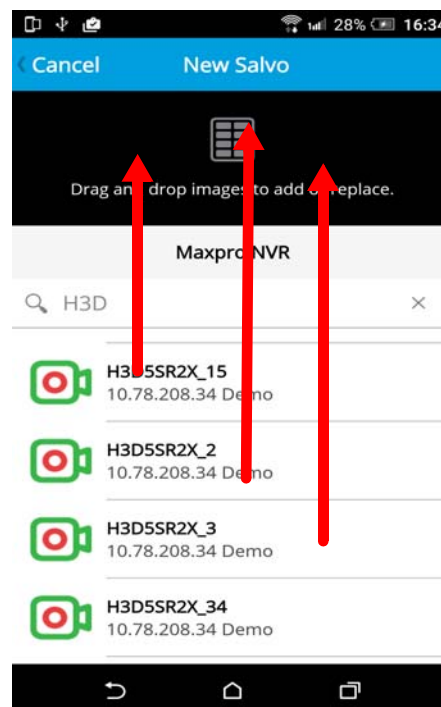 28% 16:34
Cancel New Salvo
Drag and drop images to add or replace.
Maxpro NVR
H3D
H3D5SR2X_15
10.78.208.34 Demo
H3D5SR2X_2
10.78.208.34 Demo
H3D5SR2X_3
10.78.208.34 Demo
H3D5SR2X_34
10.78.208.34 Demo